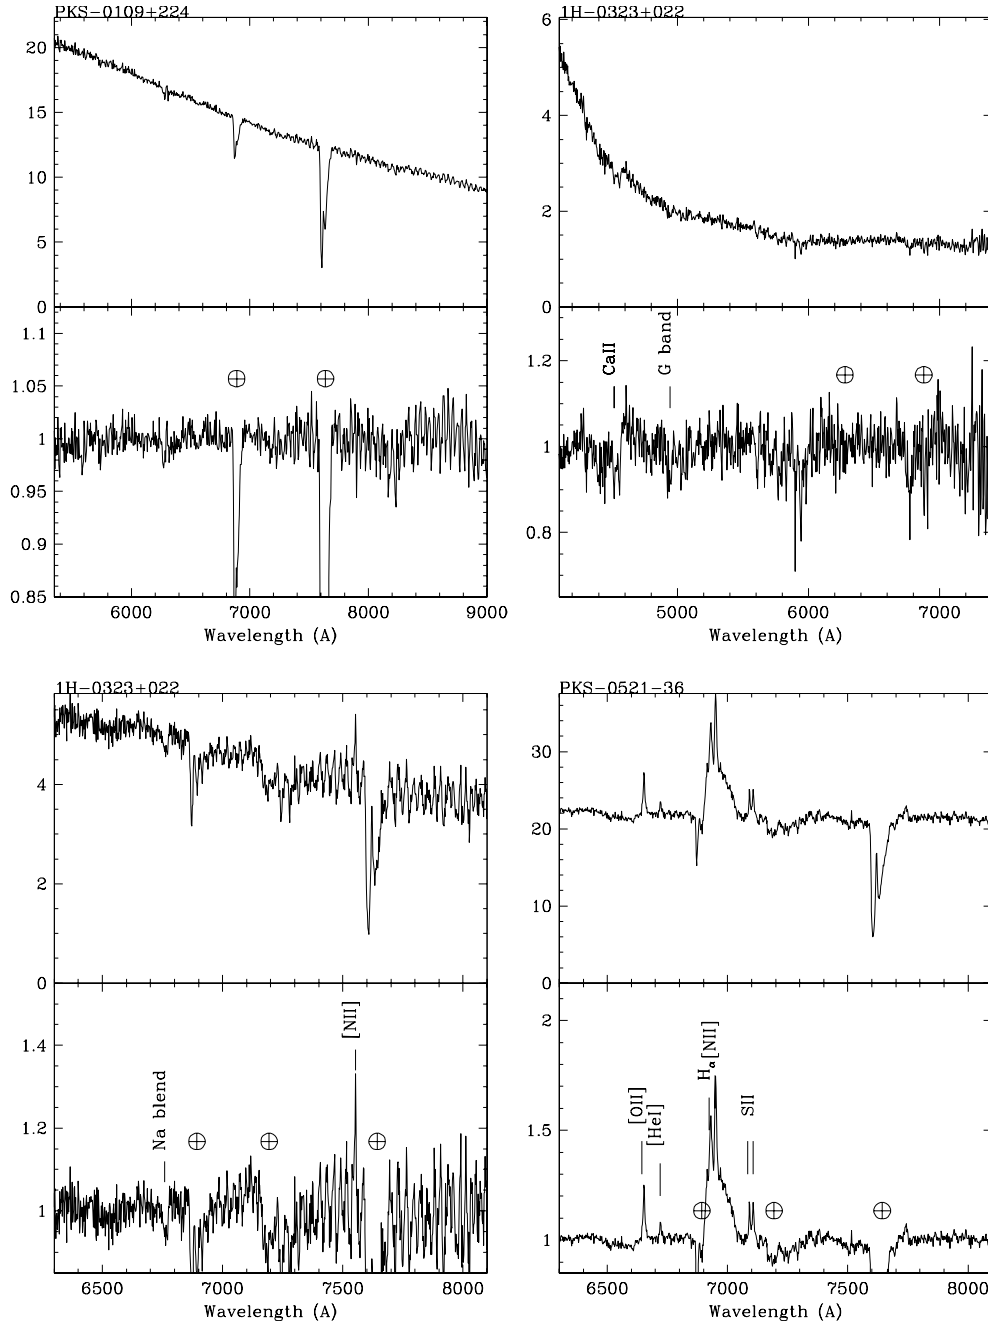 PKS-0109+224
20
15
10
5
0
1.1
1.05
1
0.95
0.9
0.85
6000 7000 8000 9000
Wavelength (A)
1H-0323+022
6
4
2
0
CaII
G band
1.2
1
0.8
5000 6000 7000
Wavelength (A)
1H-0323+022
4
2
0
[NII]
Na blend
1.4
1.2
1
6500 7000 7500 8000
Wavelength (A)
PKS-0521-36
30
20
10
0
[OII]
[HeI]
Hα[NII]
SII
2
1.5
1
6500 7000 7500 8000
Wavelength (A)